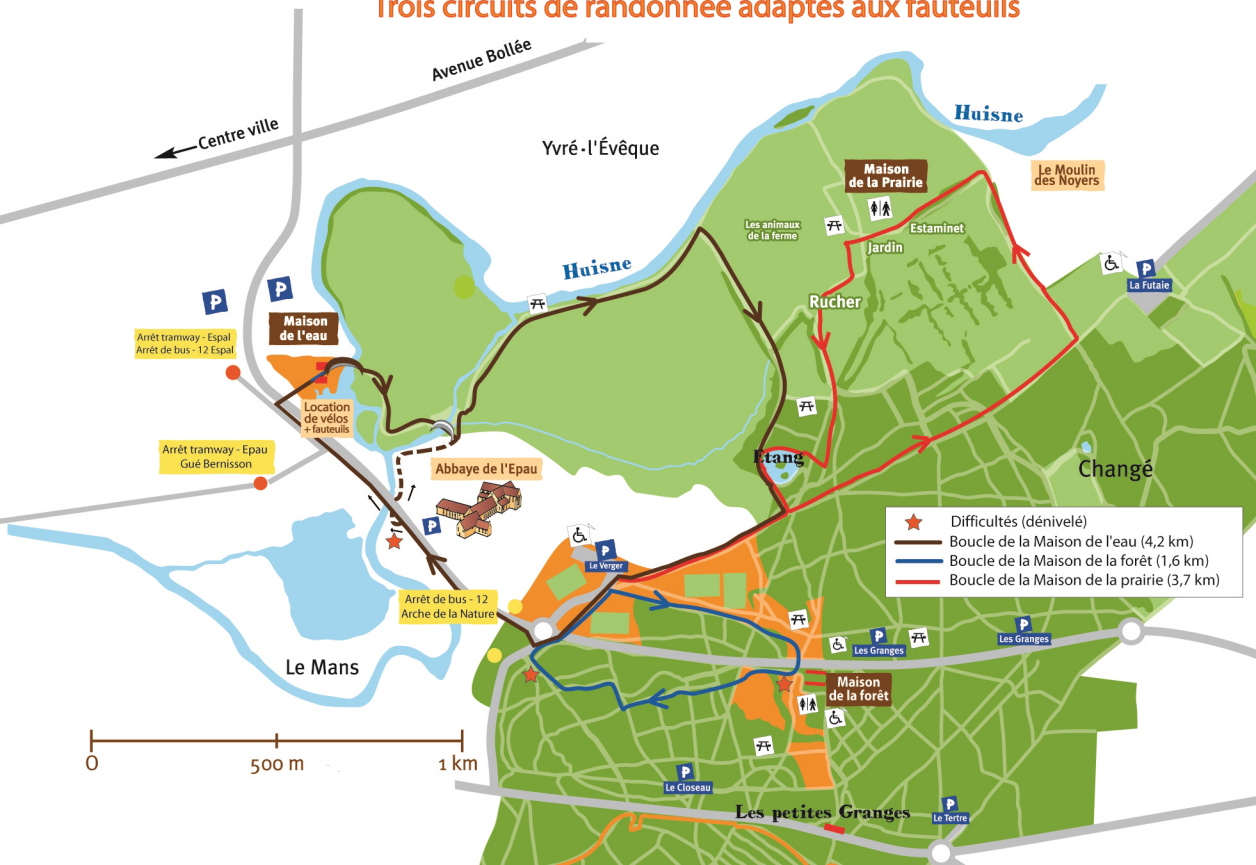 Trois circuits de randonnée adaptés aux fauteuils
Avenue Bollée
Centre ville
Yvré-l'Évêque
Huisne
Le Moulin
des Noyers
Maison
de la Prairie
Les animaux
de la ferme
Estaminet
Jardin
Huisne
P
P
P
La Futaie
Rucher
Maison
de l'eau
Arrêt tramway - Espal
Arrêt de bus - 12 Espal
Location
de vélos
+ fauteuils
Arrêt tramway - Epau
Gué Bernisson
Abbaye de l'Epau
Etang
Changé
P
P
Le Verger
Difficultés (dénivelé)
Boucle de la Maison de l'eau (4,2 km)
Boucle de la Maison de la forêt (1,6 km)
Boucle de la Maison de la prairie (3,7 km)
Arrêt de bus - 12
Arche de la Nature
P
Les Granges
P
Les Granges
Le Mans
Maison
de la forêt
0
500 m
1 km
P
Le Closeau
Les petites Granges
P
Le Tertre